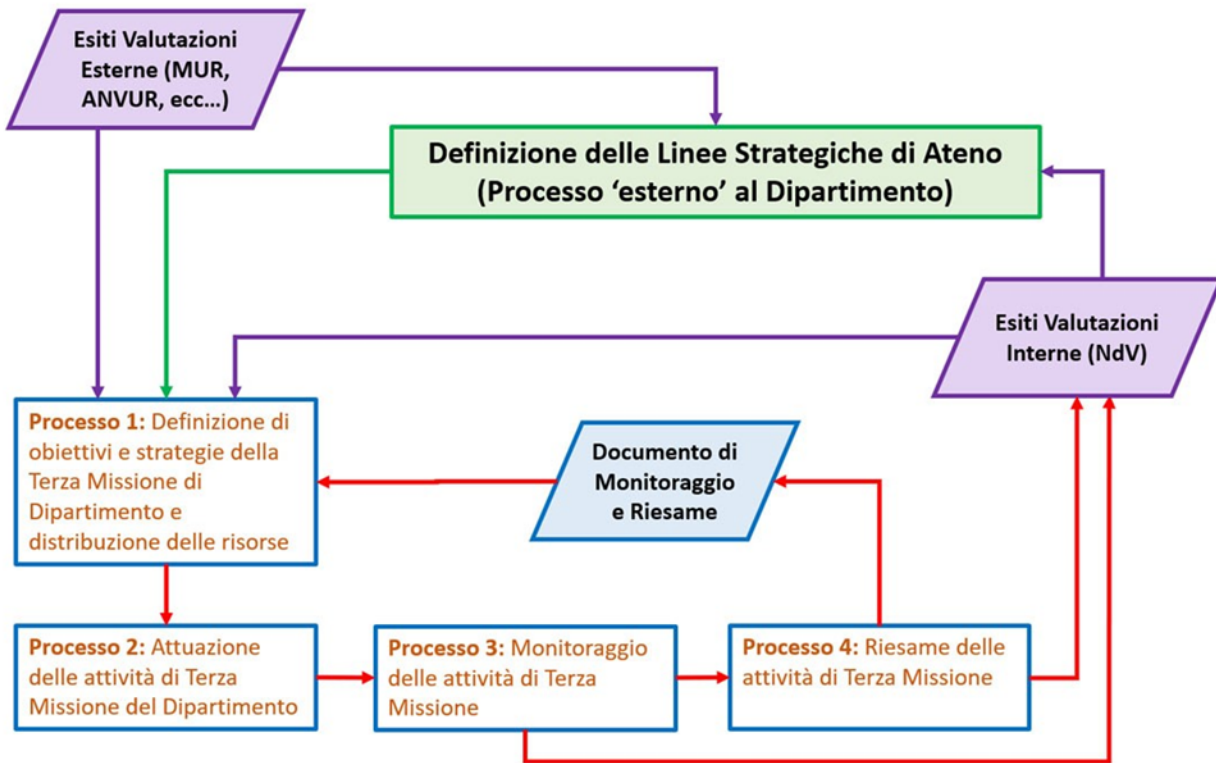 Esiti Valutazioni
Esterne (MUR,
ANVUR, ecc...)
Definizione delle Linee Strategiche di Ateno
(Processo ‘esterno’ al Dipartimento)
Esiti Valutazioni
Interne (NdV)
Processo 1: Definizione di
obiettivi e strategie della
Terza Missione di
Dipartimento e
distribuzione delle risorse
Documento di
Monitoraggio
e Riesame
Processo 2: Attuazione
delle attività di Terza
Missione del Dipartimento
Processo 3: Monitoraggio
delle attività di Terza
Missione
Processo 4: Riesame delle
attività di Terza Missione